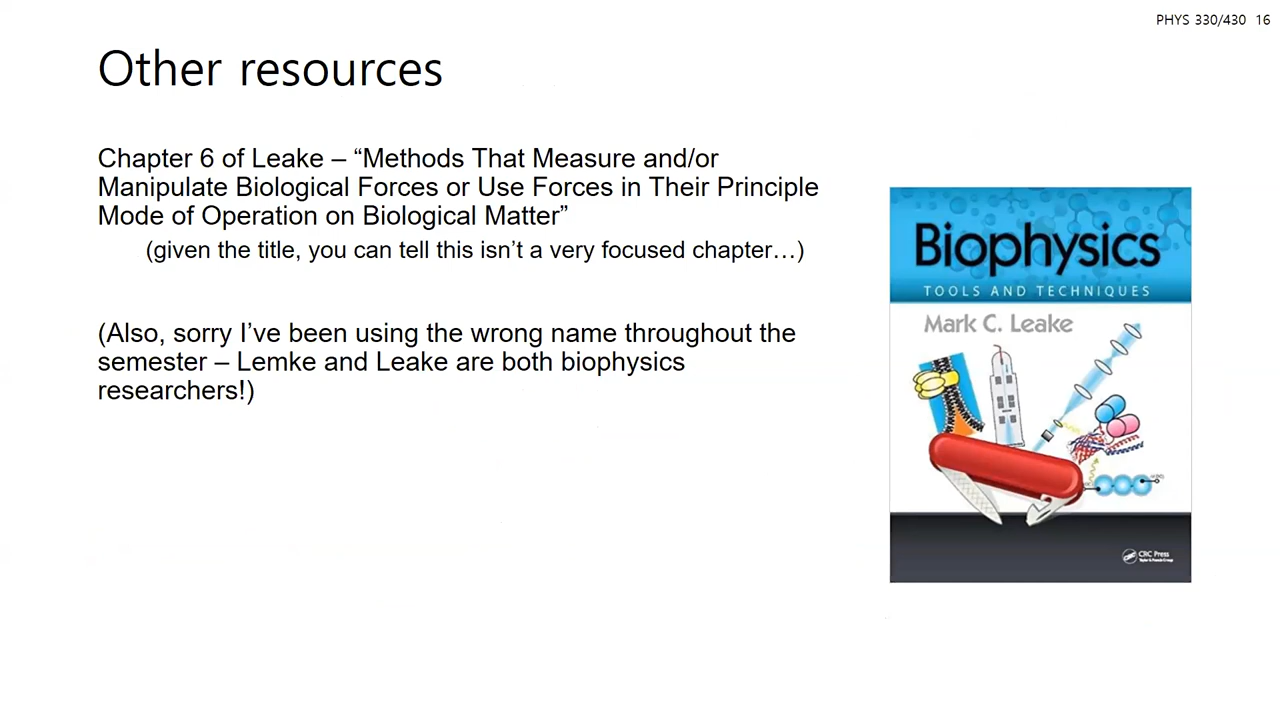 PHYS 330/430 16
Other resources
Chapter 6 of Leake – “Methods That Measure and/or
Manipulate Biological Forces or Use Forces in Their Principle
Mode of Operation on Biological Matter”
(given the title, you can tell this isn’t a very focused chapter…)
(Also, sorry I’ve been using the wrong name throughout the
semester – Lemke and Leake are both biophysics
researchers!)
Biophysics
TOOLS AND TECHNIQUES
Mark C. Leake
CRC Press
Taylor & Francis Group